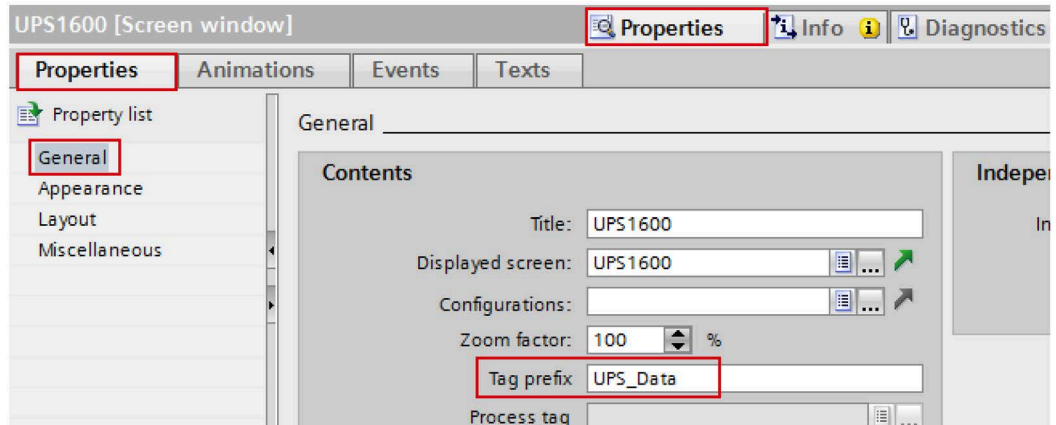 UPS1600 [Screen window]
Properties
Info
Diagnostics
Properties
Animations
Events
Texts
Property list
General
Appearance
Layout
Miscellaneous
General
Contents
Title: UPS1600
Displayed screen: UPS1600 ...
Configurations: ...
Zoom factor: 100 %
Tag prefix UPS_Data
Process tag ...
Indeper
In